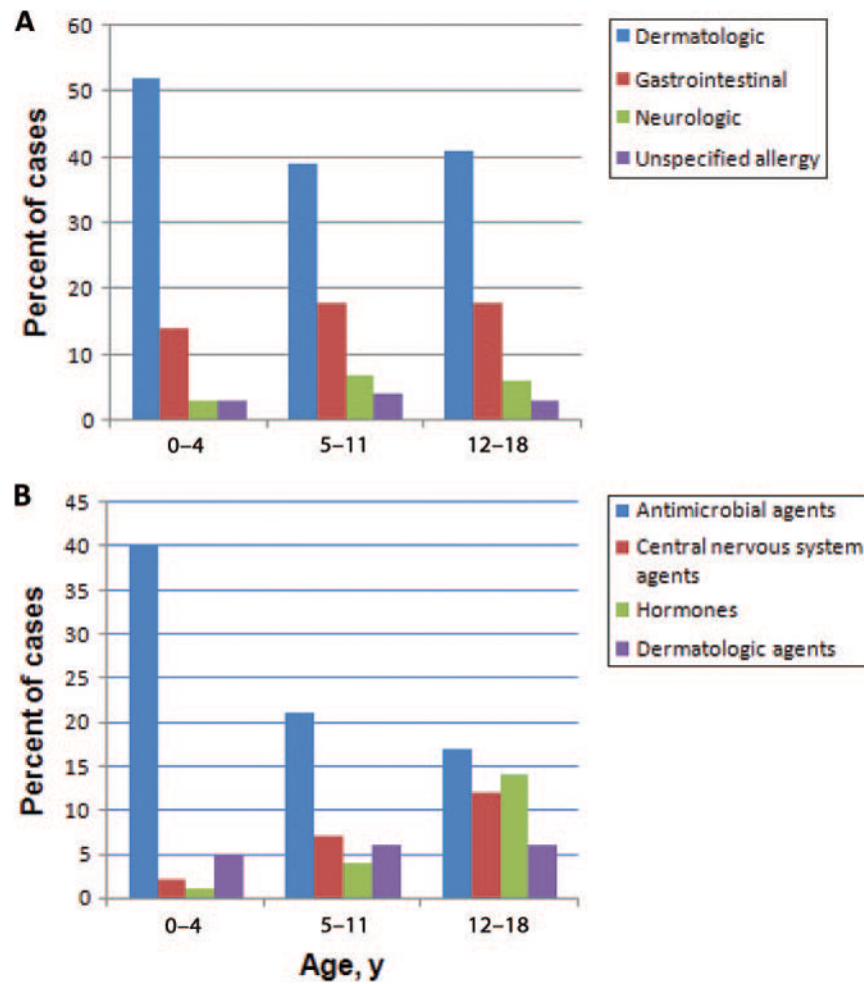 A
Percent of cases
60
50
40
30
20
10
0
0–4
5–11
12–18
Dermatologic
Gastrointestinal
Neurologic
Unspecified allergy
B
Percent of cases
45
40
35
30
25
20
15
10
5
0
0–4
5–11
12–18
Age, y
Antimicrobial agents
Central nervous system
agents
Hormones
Dermatologic agents